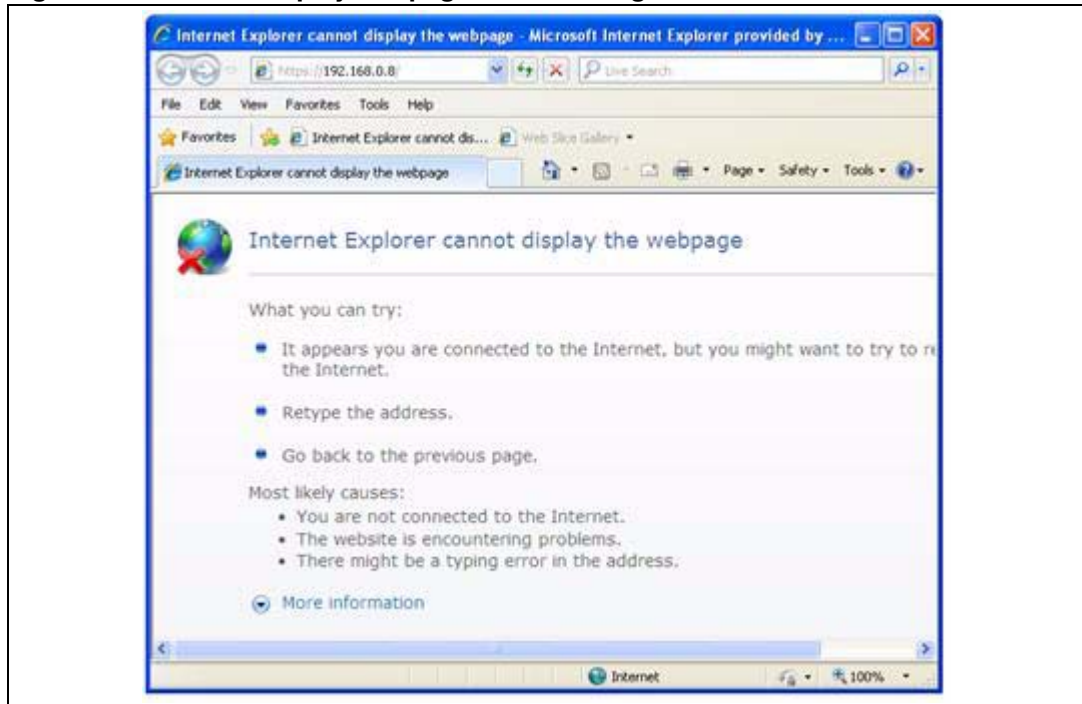 Internet Explorer cannot display the webpage - Microsoft Internet Explorer provided by ...
https://192.168.0.8/
Live Search
File Edit View Favorites Tools Help
Favorites Internet Explorer cannot dis... Web Slice Gallery
Internet Explorer cannot display the webpage Page Safety Tools
Internet Explorer cannot display the webpage
What you can try:
It appears you are connected to the Internet, but you might want to try to
the Internet.
Retype the address.
Go back to the previous page.
Most likely causes:
• You are not connected to the Internet.
• The website is encountering problems.
• There might be a typing error in the address.
More information
Internet 100%